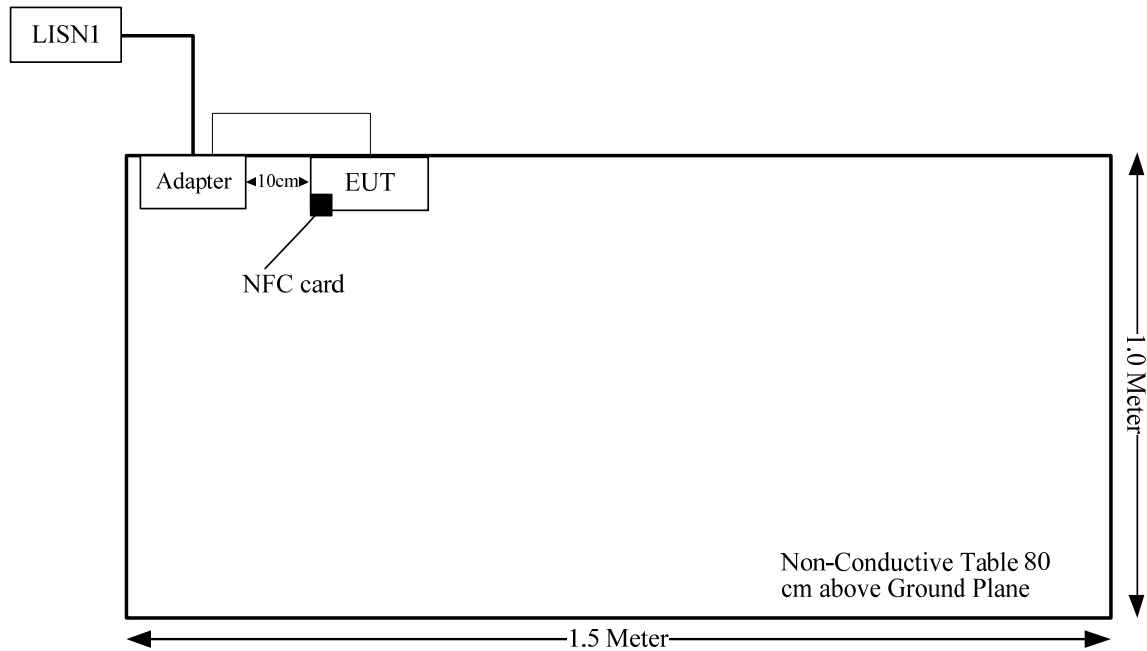 LISN1
Adapter
10cm
EUT
NFC card
1.0 Meter
Non-Conductive Table 80
cm above Ground Plane
1.5 Meter